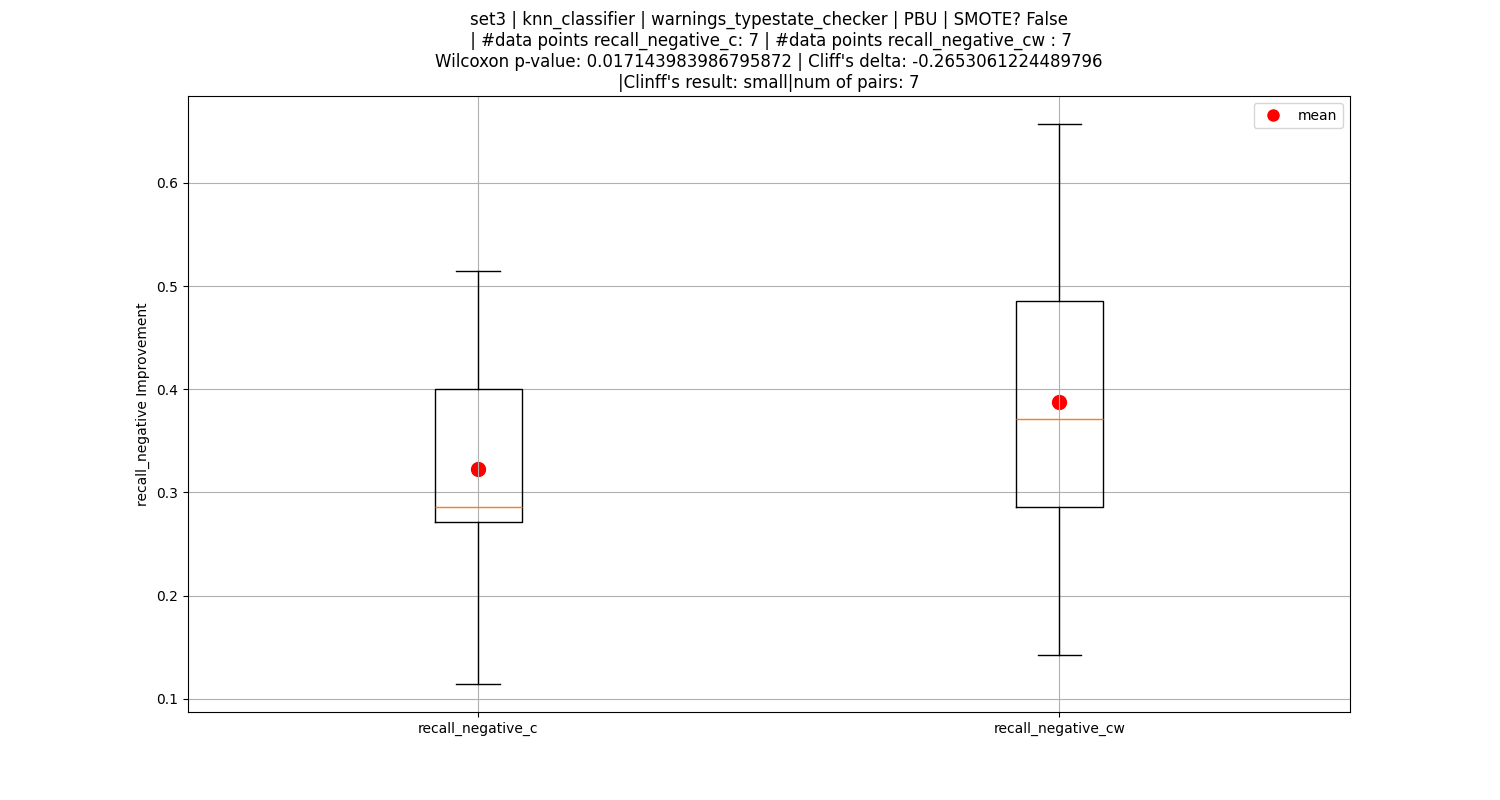 set3 | knn_classifier | warnings_typestate_checker | PBU | SMOTE? False
| #data points recall_negative_c: 7 | #data points recall_negative_cw : 7
Wilcoxon p-value: 0.017143983986795872 | Cliff's delta: -0.2653061224489796
|Clinff's result: small|num of pairs: 7
mean
recall_negative Improvement
0.6
0.5
0.4
0.3
0.2
0.1
recall_negative_c
recall_negative_cw